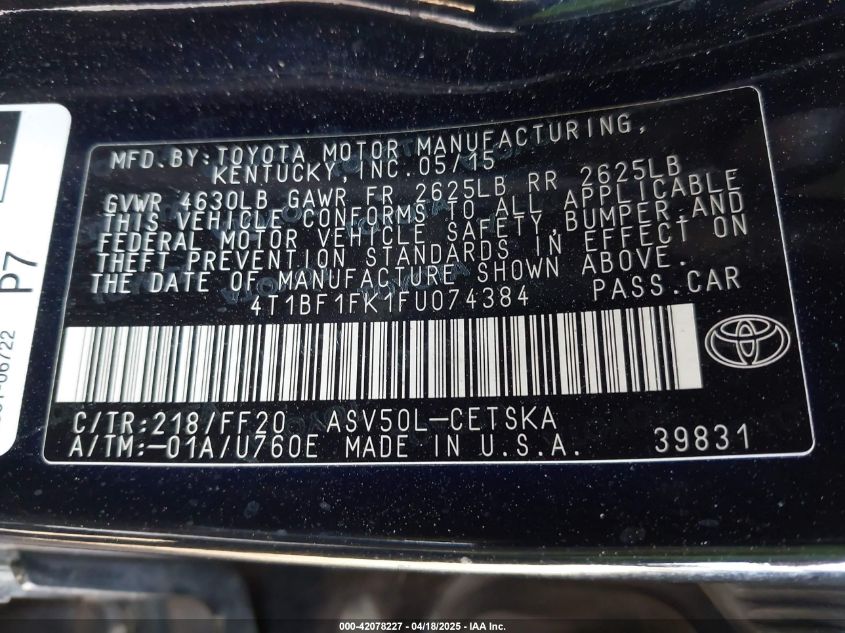 MFD.BY:TOYOTA MOTOR MANUFACTURING,
KENTUCKY, INC.05/15
GVWR 4630LB GAWR FR 2625LB RR 2625LB
THIS VEHICLE CONFORMS TO ALL APPLICABLE
FEDERAL MOTOR VEHICLE SAFETY,BUMPER,AND
THEFT PREVENTION STANDARDS IN EFFECT ON
THE DATE OF MANUFACTURE SHOWN ABOVE.
4T1BF1FK1FU074384 PASS.CAR
C/TR:218/FF20 ASV50L-CETSKA
A/TM:-01A/U760E MADE IN U.S.A. 39831
P7
06722
000-42078227 - 04/18/2025 - IAA Inc.